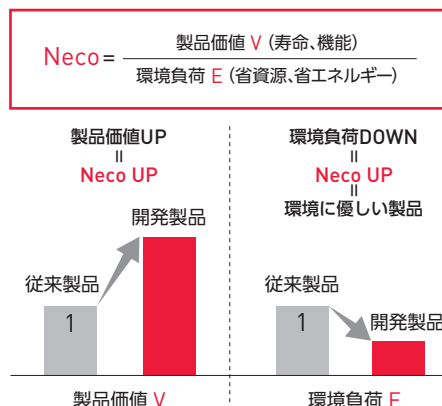 Neco= 製品価値 V (寿命、機能)
環境負荷 E (省資源、省エネルギー)
製品価値UP
=
Neco UP
開発製品
従来製品
1
製品価値 V
環境負荷DOWN
=
Neco UP
=
環境に優しい製品
従来製品
1
開発製品
環境負荷 E